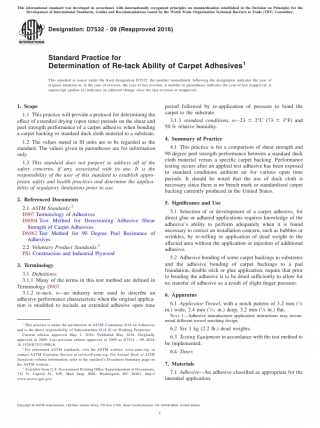 This international standard was developed in accordance with internationally recognized principles on standardization established in the Decision on Principles for the
Development of International Standards, Guides and Recommendations issued by the World Trade Organization Technical Barriers to Trade (TBT) Committee.
Designation: D7532 − 09 (Reapproved 2016)
Standard Practice for
Determination of Re-tack Ability of Carpet Adhesives¹
This standard is issued under the fixed designation D7532; the number immediately following the designation indicates the year of
original adoption or, in the case of revision, the year of last revision. A number in parentheses indicates the year of last reapproval. A
superscript epsilon (ε) indicates an editorial change since the last revision or reapproval.
1. Scope
1.1 This practice will provide a protocol for determining the
effect of extended drying (open time) periods on the shear and
peel strength performance of a carpet adhesive when bonding
a carpet backing or standard duck cloth material to a substrate.
1.2 The values stated in SI units are to be regarded as the
standard. The values given in parentheses are for information
only.
1.3 This standard does not purport to address all of the
safety concerns, if any, associated with its use. It is the
responsibility of the user of this standard to establish appro-
priate safety and health practices and determine the applica-
bility of regulatory limitations prior to use.
2. Referenced Documents
2.1 ASTM Standards:²
D907 Terminology of Adhesives
D6004 Test Method for Determining Adhesive Shear
Strength of Carpet Adhesives
D6862 Test Method for 90 Degree Peel Resistance of
Adhesives
2.2 Voluntary Product Standards:³
PS1 Construction and Industrial Plywood
3. Terminology
3.1 Definitions:
3.1.1 Many of the terms in this test method are defined in
Terminology D907.
3.1.2 re-tack, n—an industry term used to describe an
adhesive performance characteristic when the original applica-
tion is modified to include an extended adhesive open time
period followed by re-application of pressure to bond the
carpet to the substrate.
3.1.3 standard conditions, n—23 ± 2°C (73 ± 3°F) and
50 % relative humidity.
4. Summary of Practice
4.1 This practice is for a comparison of shear strength and
90 degree peel strength performance between a standard duck
cloth material versus a specific carpet backing. Performance
testing occurs after an applied test adhesive has been exposed
to standard conditions ambient air for various open time
periods. It should be noted that the use of duck cloth is
necessary since there is no bench mark or standardized carpet
backing currently produced in the United States.
5. Significance and Use
5.1 Selection of or development of a carpet adhesive, for
direct glue or adhered applications requires knowledge of the
adhesive's ability to perform adequately when it is found
necessary to correct an installation concern, such as bubbles or
wrinkles, by re-rolling or application of dead weight to the
affected area without the application or injection of additional
adhesive.
5.2 Adhesive bonding of some carpet backings to substrates
and the adhesive bonding of carpet backings to a pad
foundation, double stick or glue application, require that prior
to bonding the adhesive is to be dried sufficiently to allow for
no transfer of adhesive as a result of slight finger pressure.
6. Apparatus
6.1 Applicator Trowel, with a notch pattern of 3.2 mm (⅛
in.) wide, 2.4 mm (³⁄₃₂ in.) deep, 3.2 mm (⅛ in.) flat.
NOTE 1—Adhesive manufacturer application instructions may recom-
mend different trowel notching design.
6.2 Six 1 kg (2.2 lb.) dead weights.
6.3 Testing Equipment in accordance with the test method to
be implemented.
6.4 Timer.
7. Materials
7.1 Adhesive—An adhesive classified as appropriate for the
intended application.
¹ This practice is under the jurisdiction of ASTM Committee D14 on Adhesives
and is the direct responsibility of Subcommittee D14.10 on Working Properties.
Current edition approved May 1, 2016. Published May 2016. Originally
approved in 2009. Last previous edition approved in 2009 as D7532 – 09. DOI:
10.1520/D7532-09R16.
² For referenced ASTM standards, visit the ASTM website, www.astm.org, or
contact ASTM Customer Service at service@astm.org. For Annual Book of ASTM
Standards volume information, refer to the standard's Document Summary page on
the ASTM website.
³ Available from U.S. Government Printing Office Superintendent of Documents,
732 N. Capitol St., NW, Mail Stop: SDE, Washington, DC 20401, http://
www.access.gpo.gov.
Copyright © ASTM International, 100 Barr Harbor Drive, PO Box C700, West Conshohocken, PA 19428-2959. United States
1